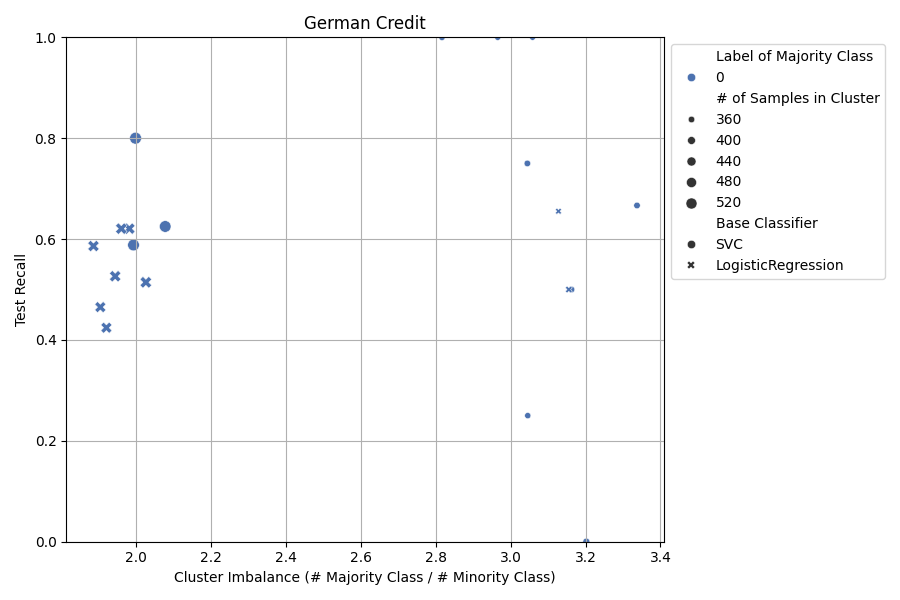 German Credit
1.0
0.8
0.6
0.4
0.2
0.0
Test Recall
2.0 2.2 2.4 2.6 2.8 3.0 3.2 3.4
Cluster Imbalance (# Majority Class / # Minority Class)
Label of Majority Class
0
# of Samples in Cluster
360
400
440
480
520
Base Classifier
SVC
LogisticRegression